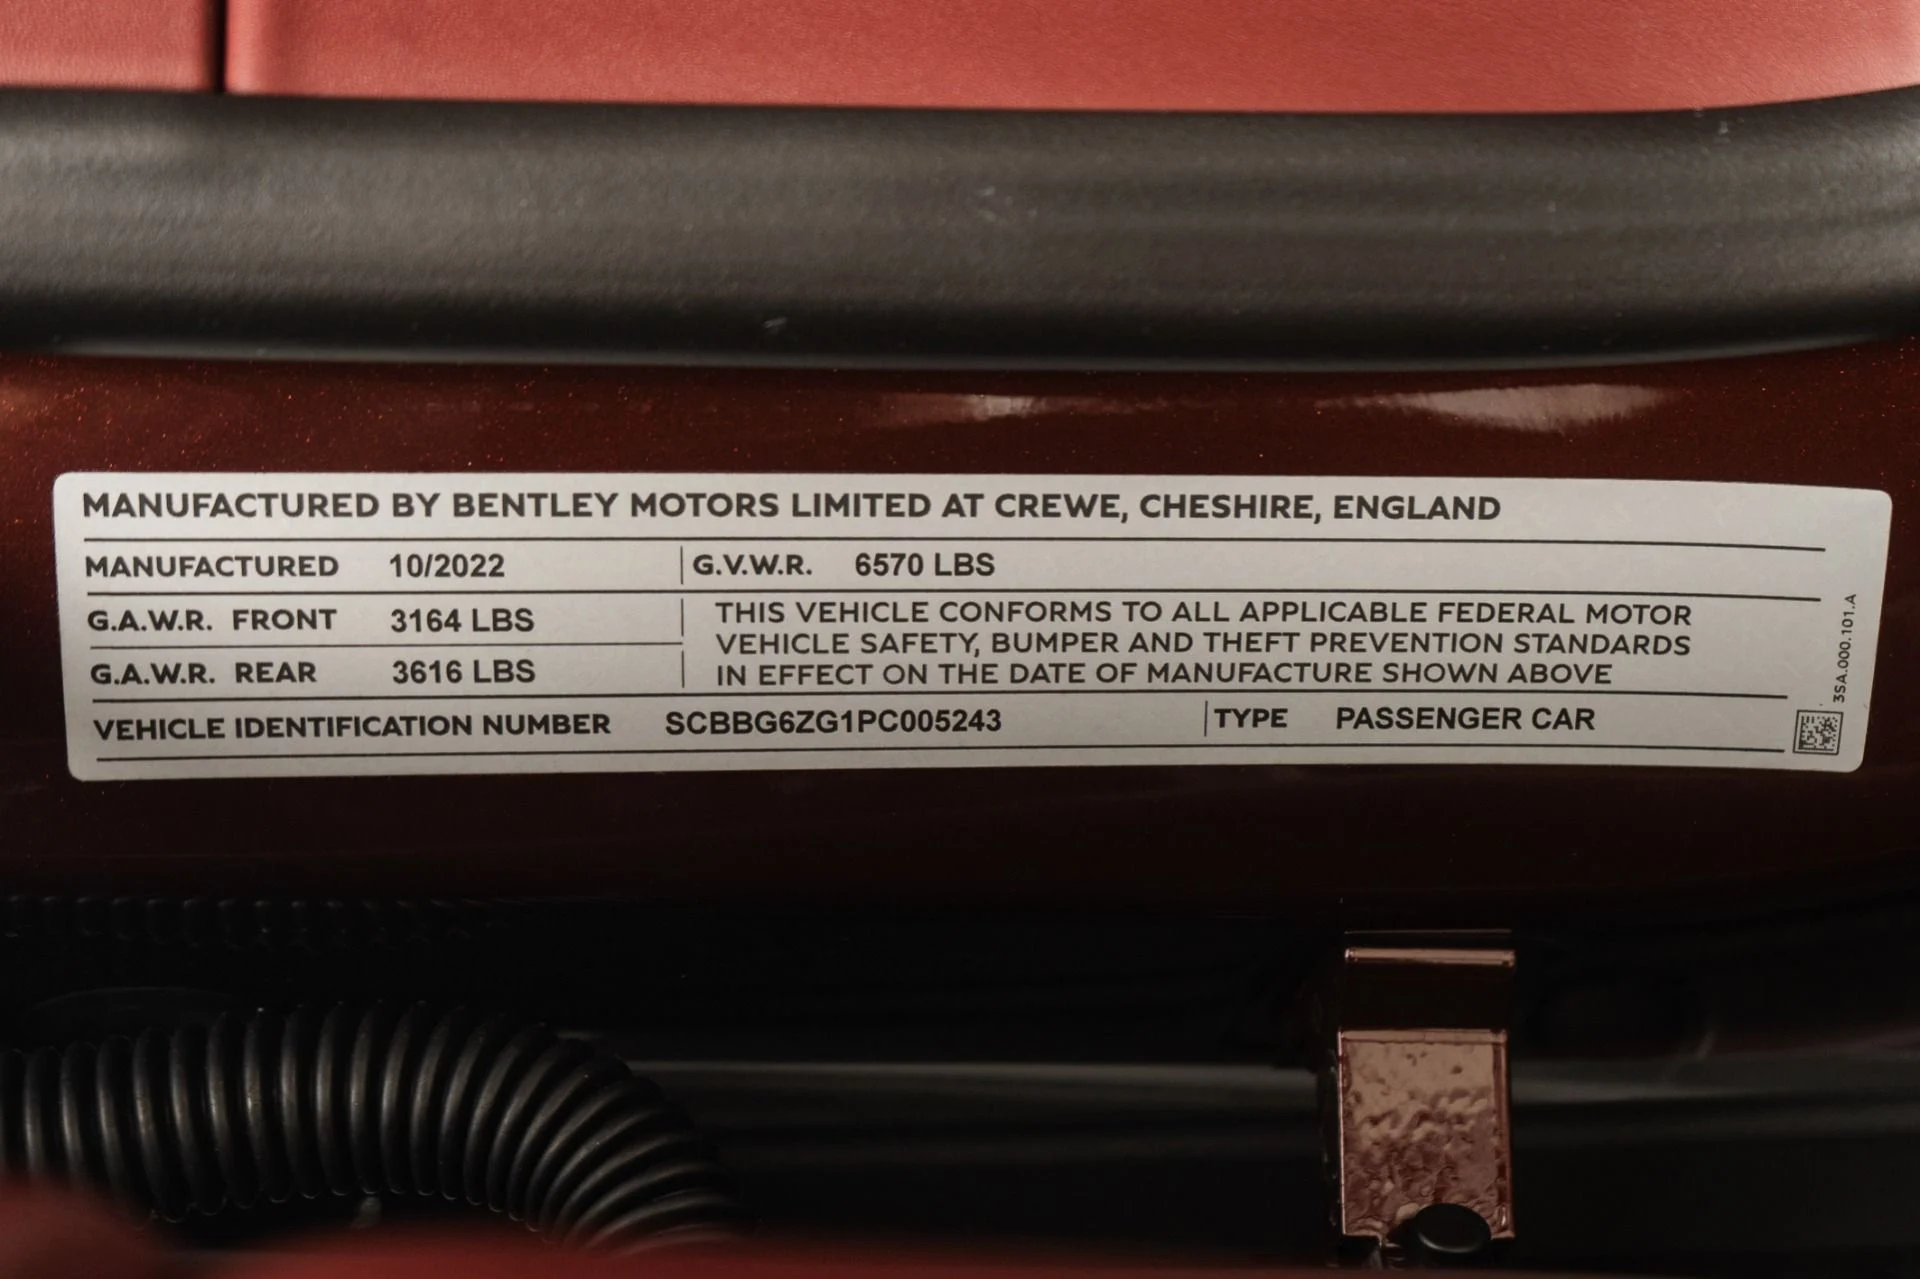 MANUFACTURED BY BENTLEY MOTORS LIMITED AT CREWE, CHESHIRE, ENGLAND
MANUFACTURED 10/2022 G.V.W.R. 6570 LBS
G.A.W.R. FRONT 3164 LBS
G.A.W.R. REAR 3616 LBS
THIS VEHICLE CONFORMS TO ALL APPLICABLE FEDERAL MOTOR
VEHICLE SAFETY, BUMPER AND THEFT PREVENTION STANDARDS
IN EFFECT ON THE DATE OF MANUFACTURE SHOWN ABOVE
VEHICLE IDENTIFICATION NUMBER SCBBG6ZG1PC005243 TYPE PASSENGER CAR
3SA.000.101.A